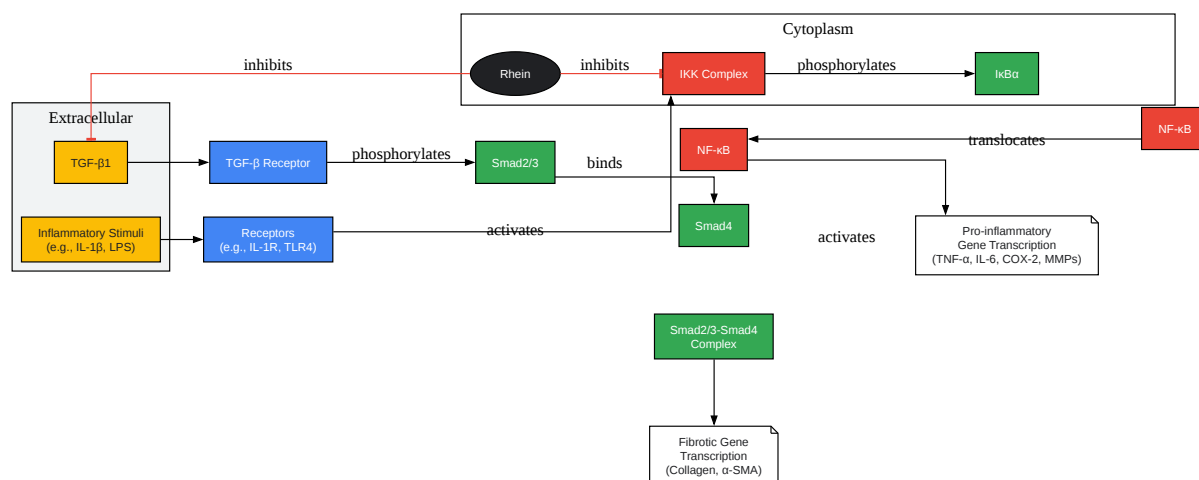 Cytoplasm
inhibits
Rhein
inhibits
IKK Complex
phosphorylates
IκBα
Extracellular
NF-κB
translocates
NF-κB
TGF-β1
TGF-β Receptor
phosphorylates
Smad2/3
binds
Smad4
Inflammatory Stimuli
(e.g., IL-1β, LPS)
Receptors
(e.g., IL-1R, TLR4)
activates
activates
Pro-inflammatory
Gene Transcription
(TNF-α, IL-6, COX-2, MMPs)
Smad2/3-Smad4
Complex
Fibrotic Gene
Transcription
(Collagen, α-SMA)